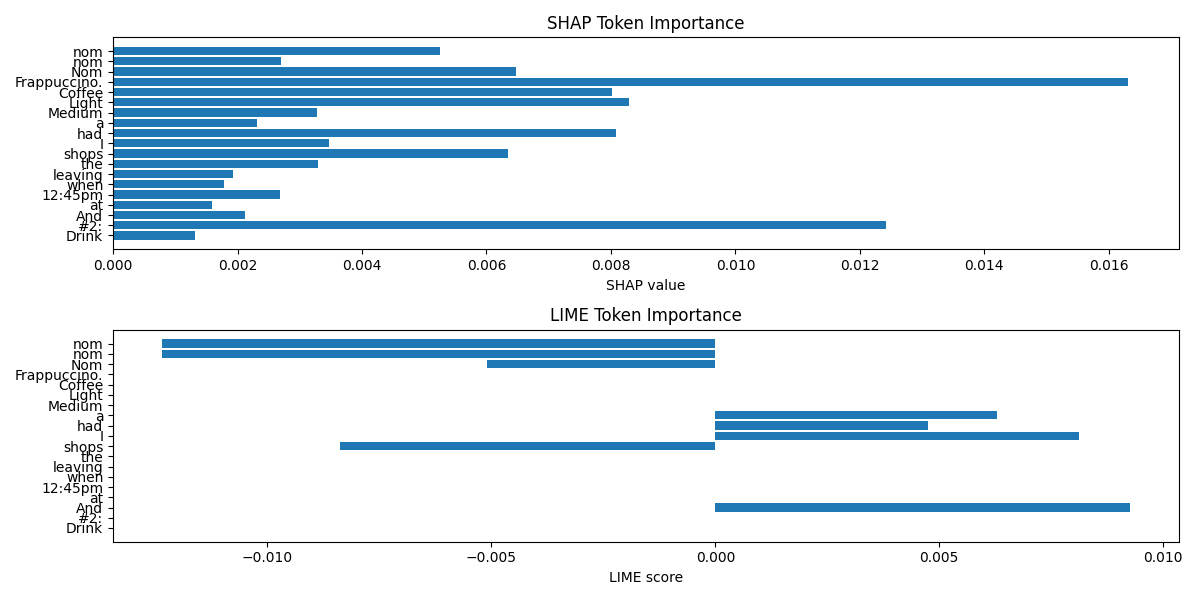 SHAP Token Importance
nom
nom
Nom
Frappuccino.
Coffee
Light
Medium
a
had
I
shops
the
leaving
when
12:45pm
at
And
#2:
Drink
0.000 0.002 0.004 0.006 0.008 0.010 0.012 0.014 0.016
SHAP value
LIME Token Importance
nom
nom
Nom
Frappuccino.
Coffee
Light
Medium
a
had
I
shops
the
leaving
when
12:45pm
at
And
#2:
Drink
−0.010 −0.005 0.000 0.005 0.010
LIME score